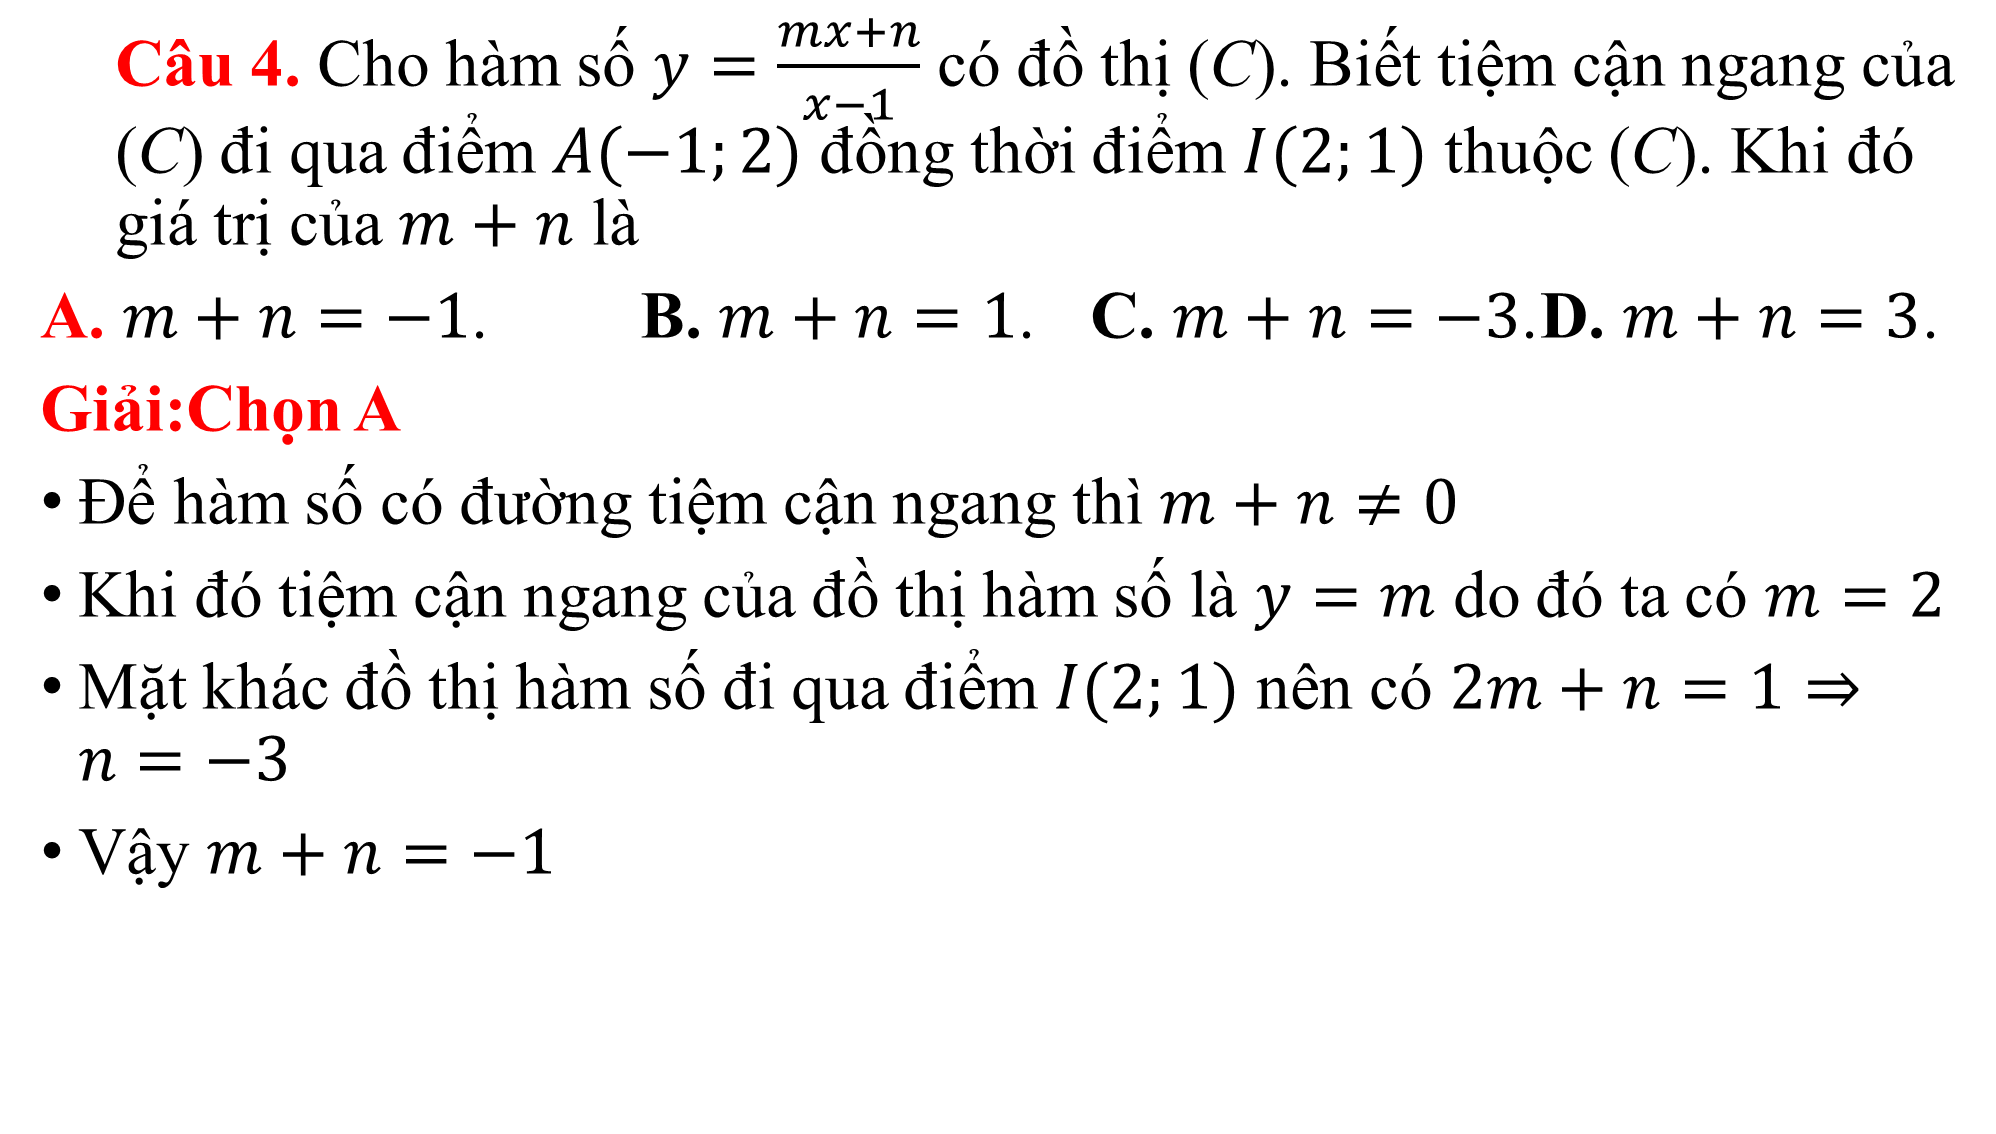 Câu 4. Cho hàm số 𝑦 = (𝑚𝑥+𝑛)/(𝑥−1) có đồ thị (C). Biết tiệm cận ngang của
(C) đi qua điểm 𝐴(−1; 2) đồng thời điểm 𝐼(2; 1) thuộc (C). Khi đó
giá trị của 𝑚 + 𝑛 là
A. 𝑚 + 𝑛 = −1. B. 𝑚 + 𝑛 = 1. C. 𝑚 + 𝑛 = −3. D. 𝑚 + 𝑛 = 3.
Giải:Chọn A
• Để hàm số có đường tiệm cận ngang thì 𝑚 + 𝑛 ≠ 0
• Khi đó tiệm cận ngang của đồ thị hàm số là 𝑦 = 𝑚 do đó ta có 𝑚 = 2
• Mặt khác đồ thị hàm số đi qua điểm 𝐼(2; 1) nên có 2𝑚 + 𝑛 = 1 ⇒
𝑛 = −3
• Vậy 𝑚 + 𝑛 = −1